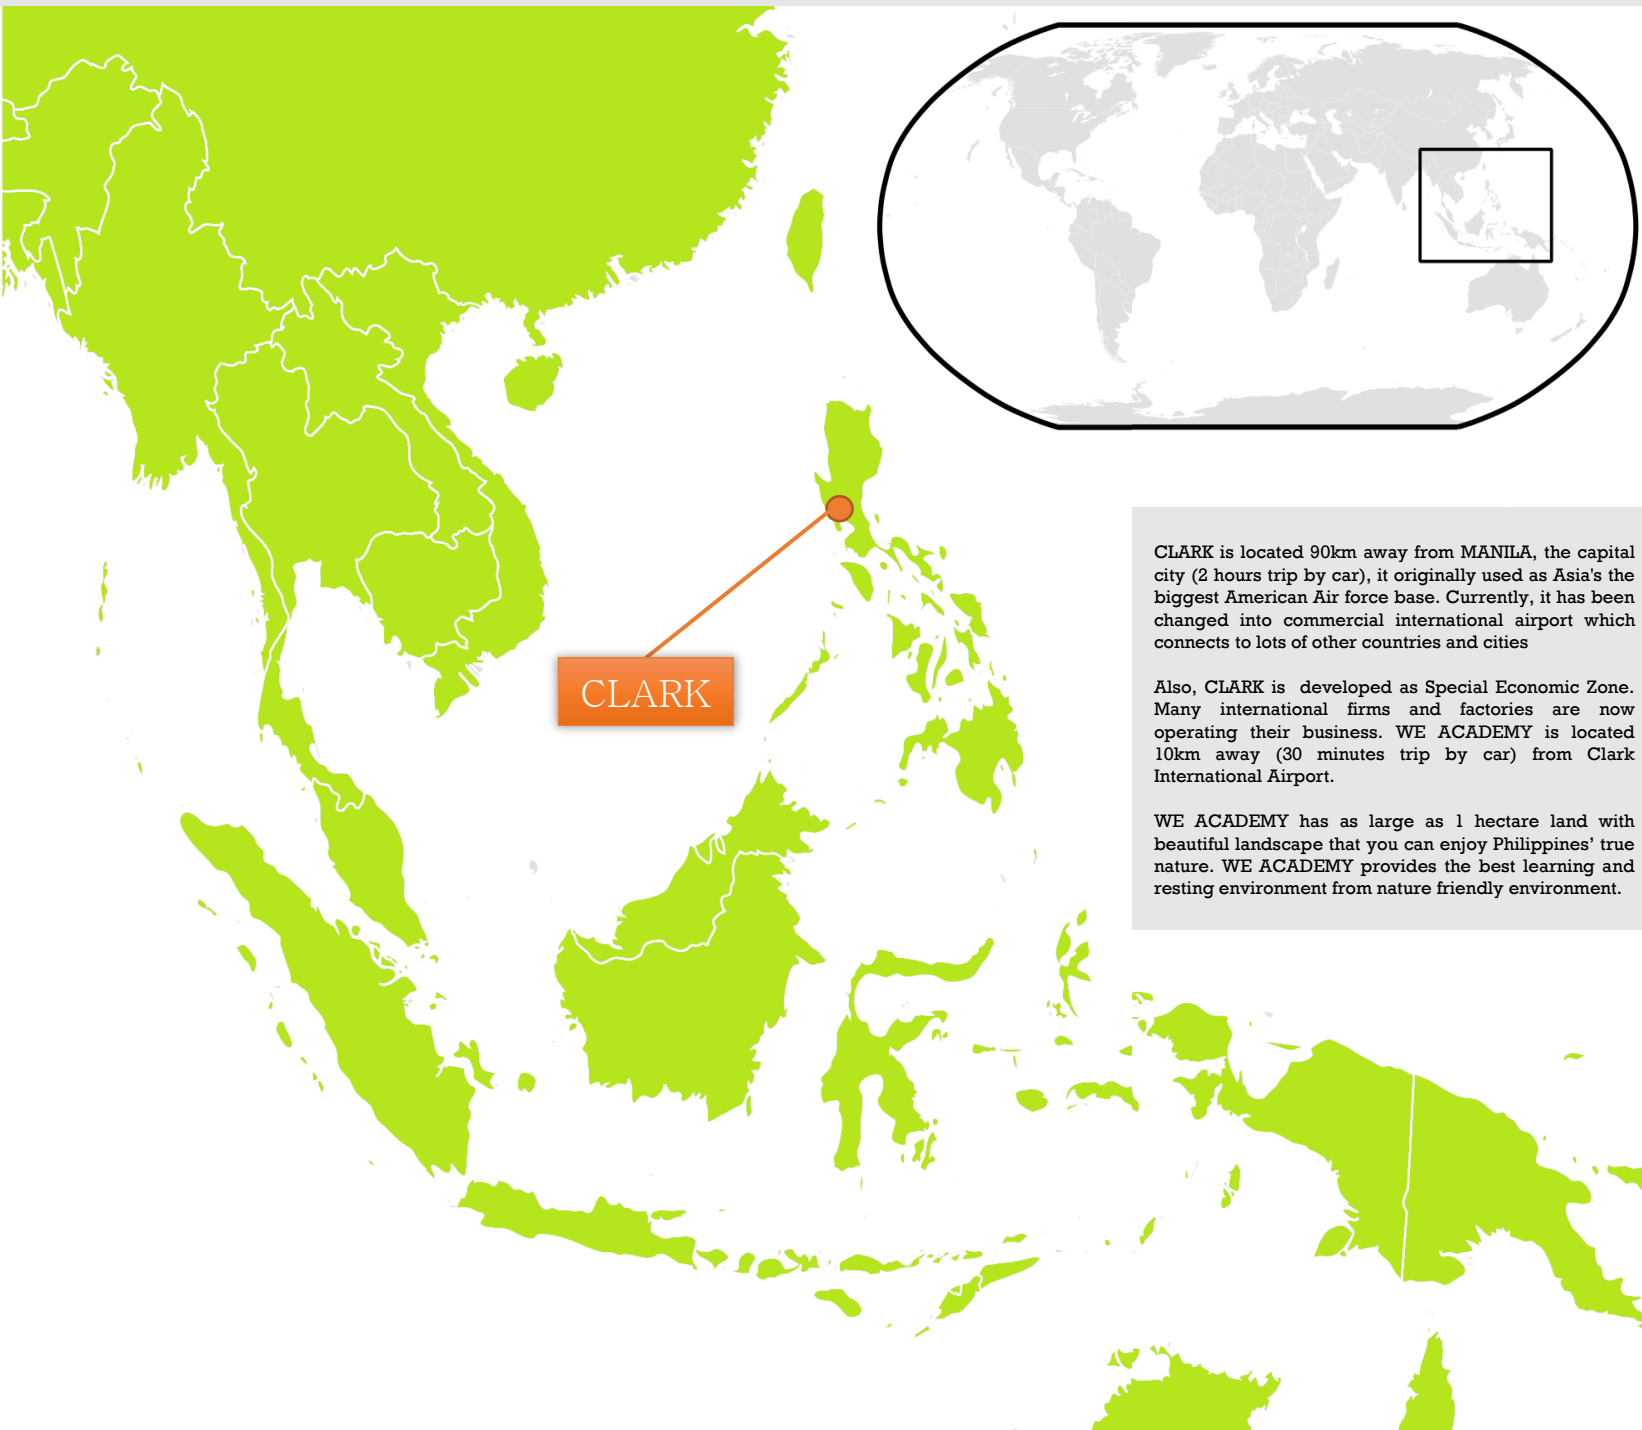 CLARK
CLARK is located 90km away from MANILA, the capital
city (2 hours trip by car), it originally used as Asia's the
biggest American Air force base. Currently, it has been
changed into commercial international airport which
connects to lots of other countries and cities
Also, CLARK is developed as Special Economic Zone.
Many international firms and factories are now
operating their business. WE ACADEMY is located
10km away (30 minutes trip by car) from Clark
International Airport.
WE ACADEMY has as large as 1 hectare land with
beautiful landscape that you can enjoy Philippines’ true
nature. WE ACADEMY provides the best learning and
resting environment from nature friendly environment.